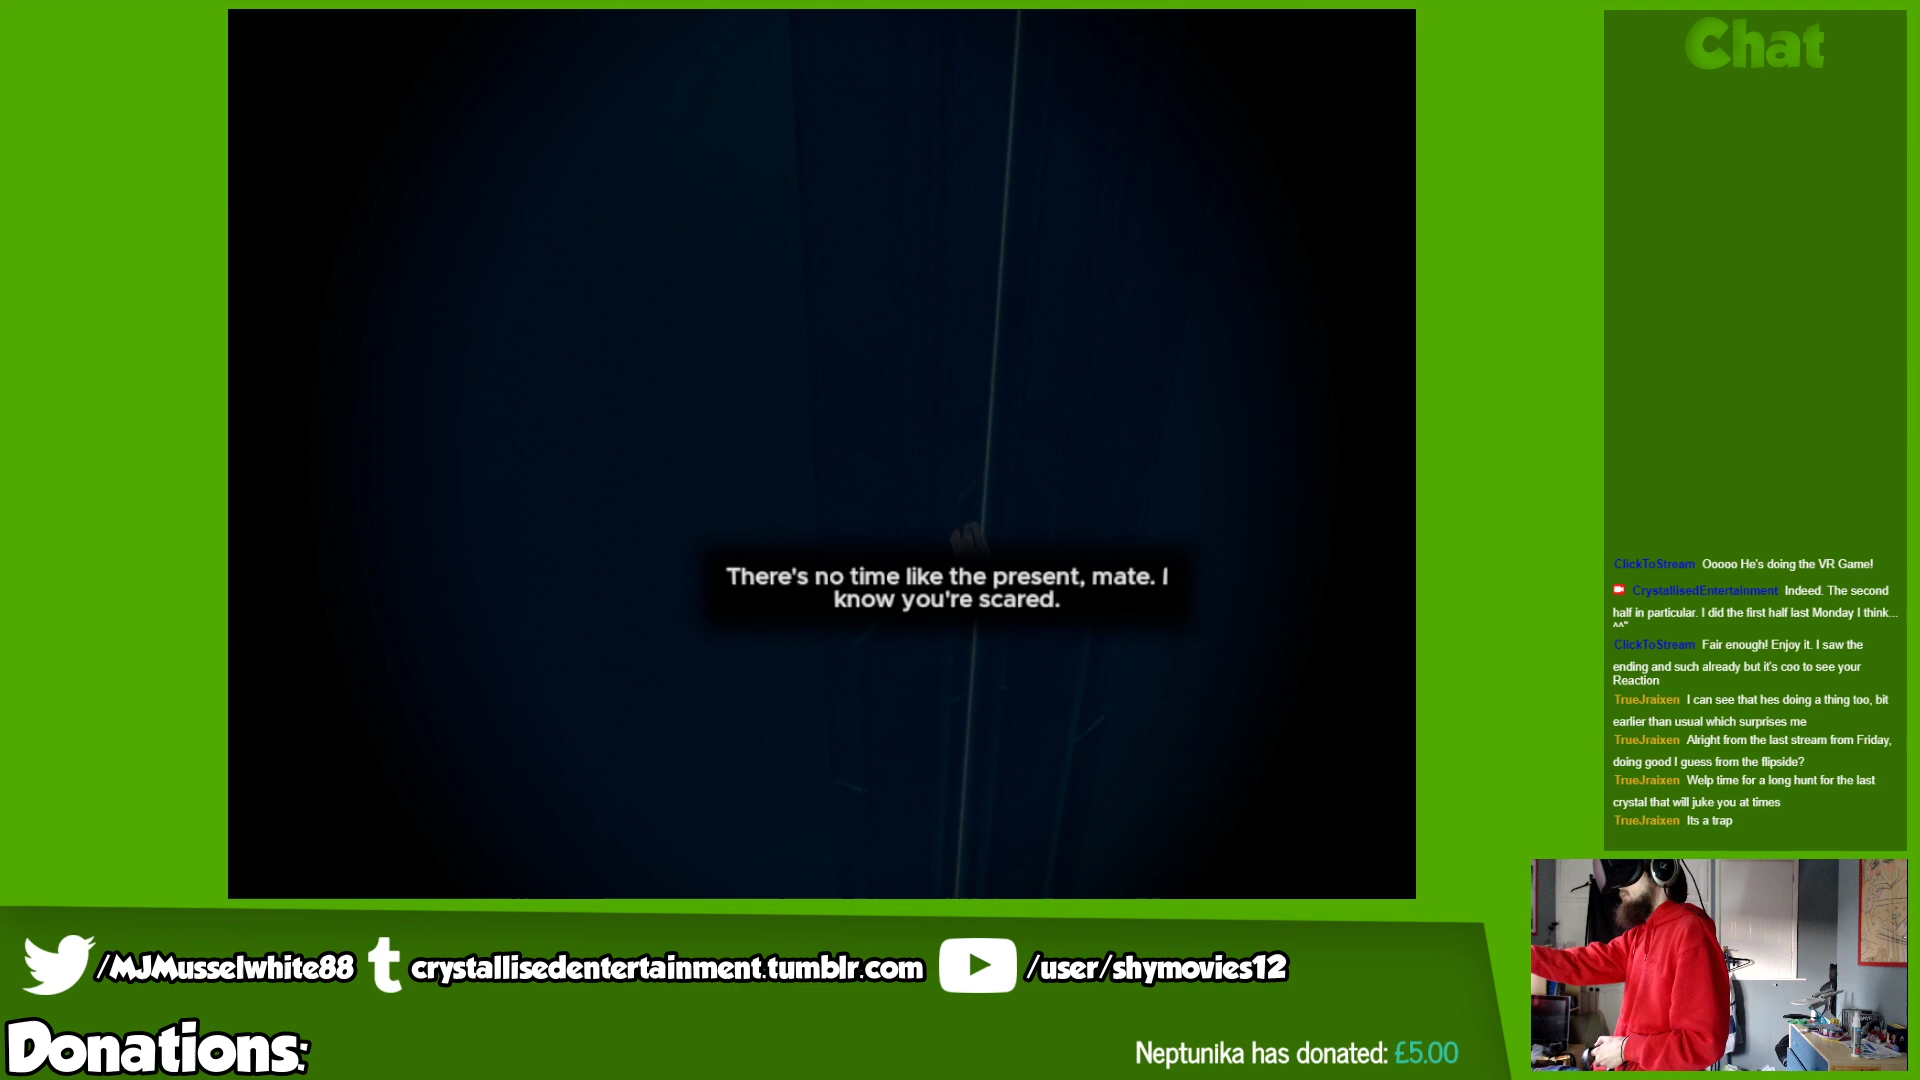 Chat
There's no time like the present, mate. I
know you're scared.
ClickToStream Ooooo He's doing the VR Game!
CrystallisedEntertainment Indeed. The second
half in particular. I did the first half last Monday I think...
^^"
ClickToStream Fair enough! Enjoy it. I saw the
ending and such already but it's coo to see your
Reaction
TrueJraixen I can see that hes doing a thing too, bit
earlier than usual which surprises me
TrueJraixen Alright from the last stream from Friday,
doing good I guess from the flipside?
TrueJraixen Welp time for a long hunt for the last
crystal that will juke you at times
TrueJraixen Its a trap
/MJMusselwhite88 crystallisedentertainment.tumblr.com /user/shymovies12
Donations:
Neptunika has donated: £5.00